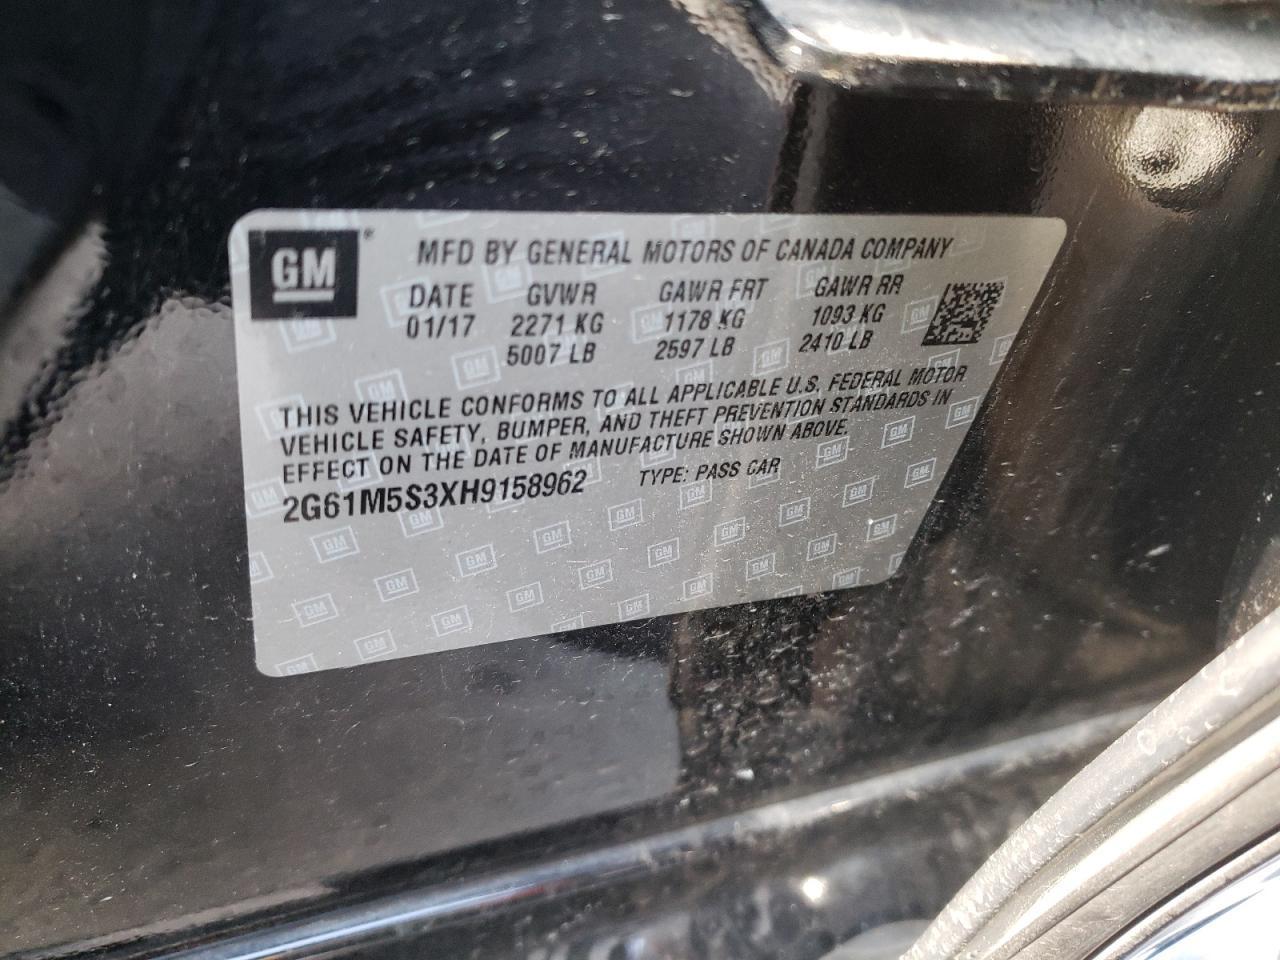 GM®
MFD BY GENERAL MOTORS OF CANADA COMPANY
DATE GVWR GAWR FRT GAWR RR
01/17 2271 KG 1178 KG 1093 KG
5007 LB 2597 LB 2410 LB
THIS VEHICLE CONFORMS TO ALL APPLICABLE U.S. FEDERAL MOTOR
VEHICLE SAFETY, BUMPER, AND THEFT PREVENTION STANDARDS IN
EFFECT ON THE DATE OF MANUFACTURE SHOWN ABOVE.
2G61M5S3XH9158962 TYPE: PASS CAR